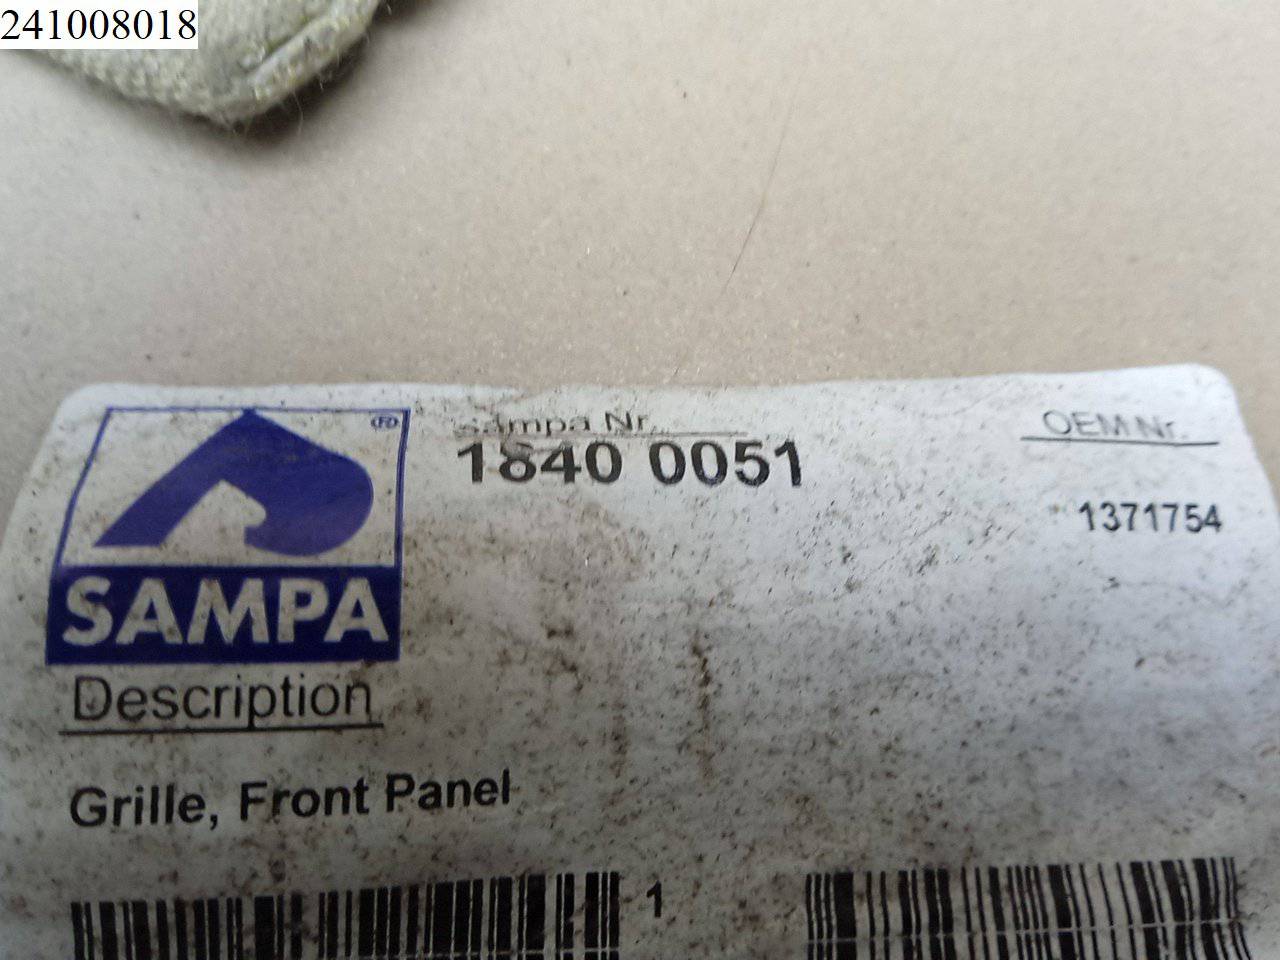 241008018
®
SAMPA
sampa Nr.
1840 0051
OEM Nr.
1371754
Description
Grille, Front Panel
1